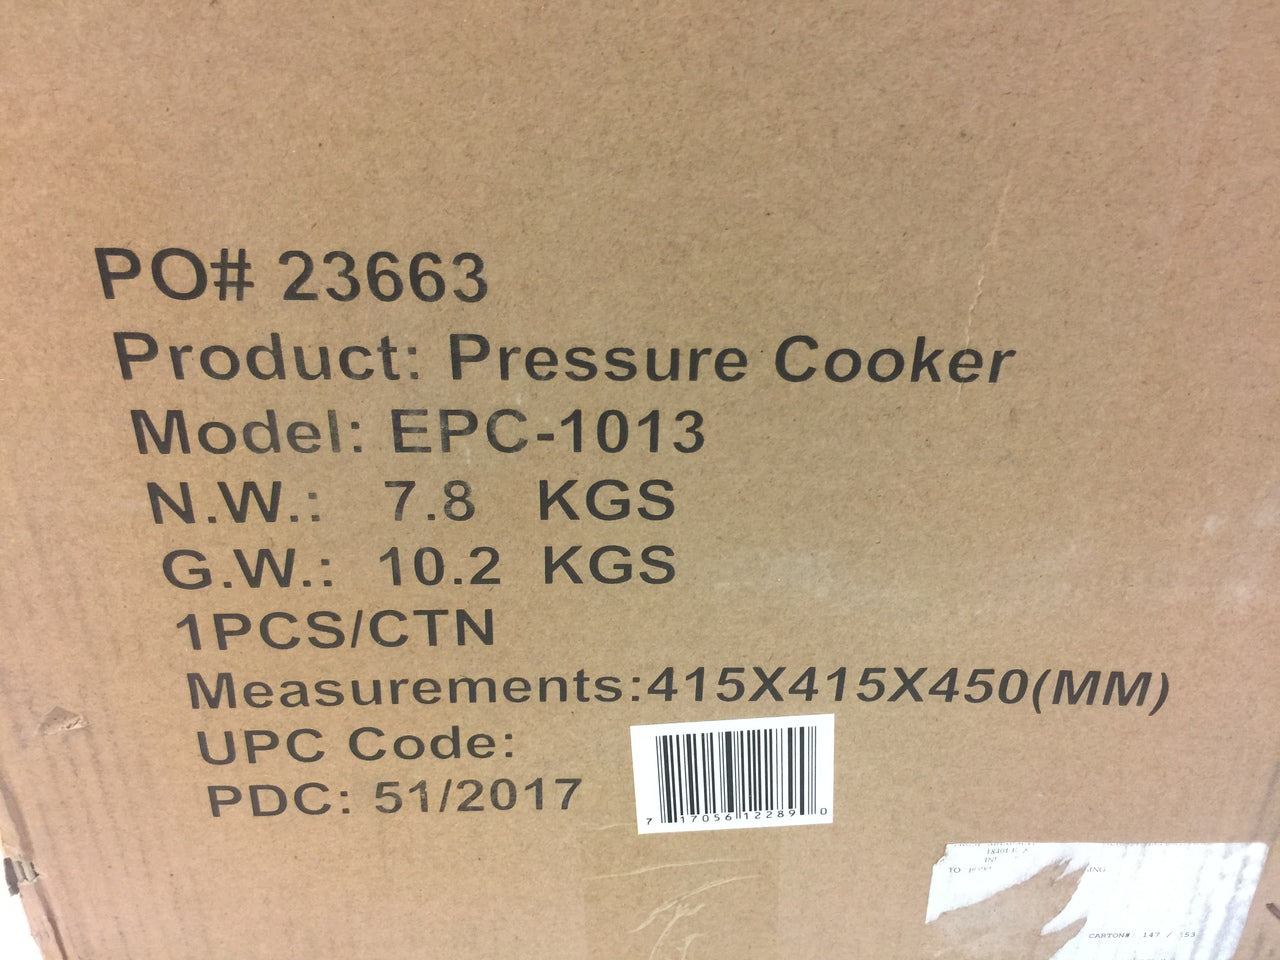 PO# 23663
Product: Pressure Cooker
Model: EPC-1013
N.W.: 7.8 KGS
G.W.: 10.2 KGS
1PCS/CTN
Measurements:415X415X450(MM)
UPC Code:
PDC: 51/2017
7 17056 12289 0
TO
CARTON#: 147 /